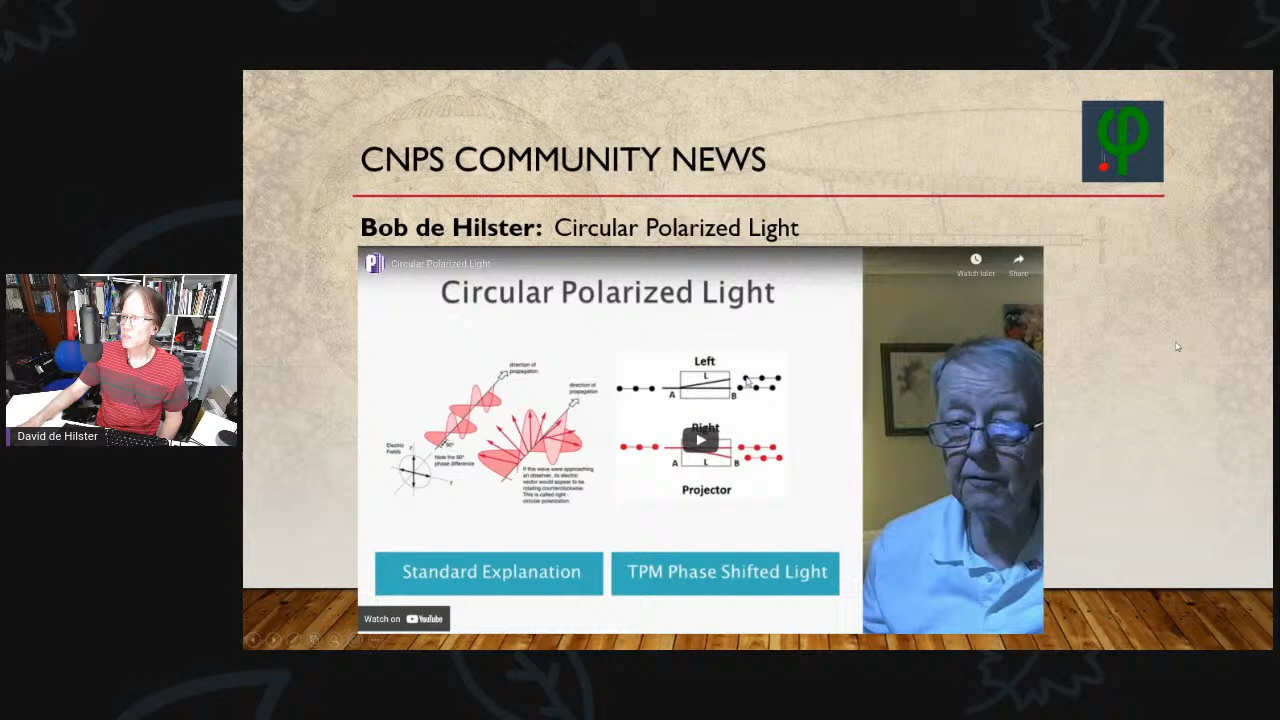 CNPS COMMUNITY NEWS
φ
Bob de Hilster: Circular Polarized Light
Circular Polarized Light
Watch later
Share
Circular Polarized Light
direction of
propagation
direction of
propagation
Electric
Fields
90°
Note the 90°
phase difference
If this wave were approaching
an observer, its electric
vector would appear to be
rotating counterclockwise.
This is called right -
circular polarization.
Left
L
A
B
Right
A
L
B
Projector
Standard Explanation
TPM Phase Shifted Light
Watch on YouTube
David de Hilster